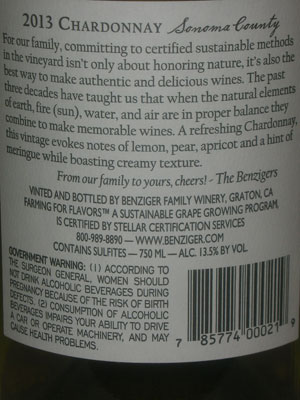 2013 CHARDONNAY Sonoma County
For our family, committing to certified sustainable methods
in the vineyard isn't only about honoring nature, it's also the
best way to make authentic and delicious wines. The past
three decades have taught us that when the natural elements
of earth, fire (sun), water, and air are in proper balance they
combine to make memorable wines. A refreshing Chardonnay,
this vintage evokes notes of lemon, pear, apricot and a hint of
meringue while boasting creamy texture.
From our family to yours, cheers! - The Benzigers
VINTED AND BOTTLED BY BENZIGER FAMILY WINERY, GRATON, CA
FARMING FOR FLAVORS™ A SUSTAINABLE GRAPE GROWING PROGRAM,
IS CERTIFIED BY STELLAR CERTIFICATION SERVICES
800-989-8890 — WWW.BENZIGER.COM
CONTAINS SULFITES — 750 ML — ALC. 13.5% BY VOL.
GOVERNMENT WARNING: (1) ACCORDING TO
THE SURGEON GENERAL, WOMEN SHOULD
NOT DRINK ALCOHOLIC BEVERAGES DURING
PREGNANCY BECAUSE OF THE RISK OF BIRTH
DEFECTS. (2) CONSUMPTION OF ALCOHOLIC
BEVERAGES IMPAIRS YOUR ABILITY TO DRIVE
A CAR OR OPERATE MACHINERY, AND MAY
CAUSE HEALTH PROBLEMS.
7 85774 00021 9